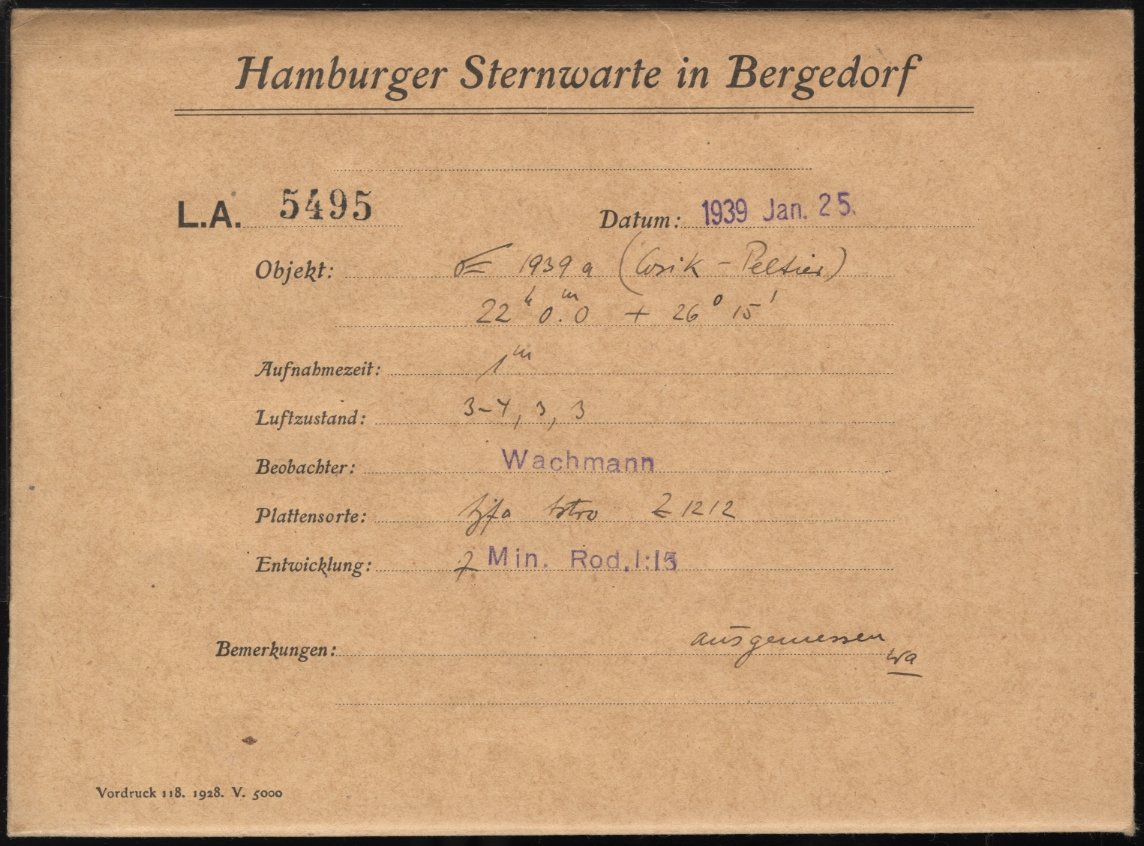 Hamburger Sternwarte in Bergedorf
L.A. 5495 Datum: 1939 Jan. 25.
Objekt: ☄ 1939 a (Cosik – Peltier)
22ʰ 0ᵐ.0 + 26° 15'
Aufnahmezeit: 1ᵐ
Luftzustand: 3–4, 3, 3
Beobachter: Wachmann
Plattensorte: Astro Z 1212
Entwicklung: 7 Min. Rod. 1:15
Bemerkungen: ausgemessen
Wa
Vordruck 118. 1928. V. 5000